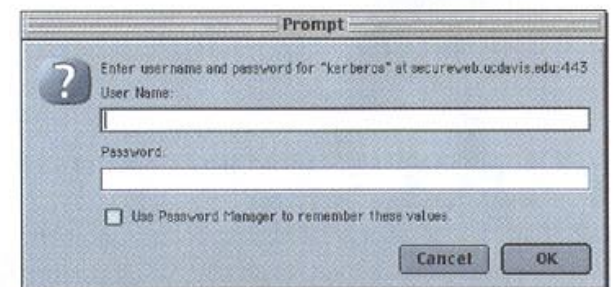 Prompt
Enter username and password for "kerberos" at secureweb.ucdavis.edu:443
User Name:
Password:
Use Password Manager to remember these values.
Cancel OK